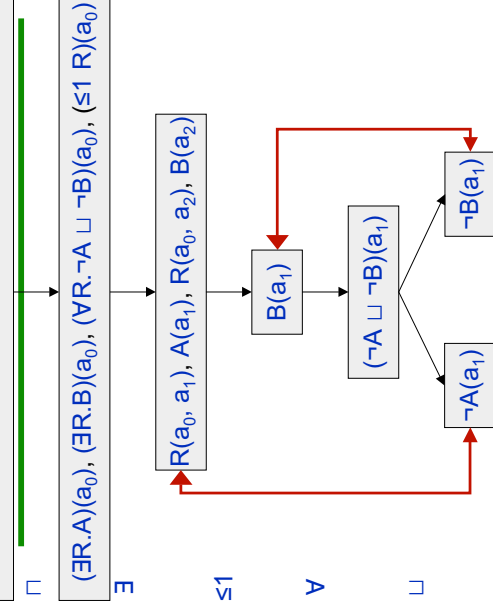 (∃R.A)(a₀), (∃R.B)(a₀), (∀R.¬A ⊔ ¬B)(a₀), (≤1 R)(a₀)
R(a₀, a₁), A(a₁), R(a₀, a₂), B(a₂)
B(a₁)
(¬A ⊔ ¬B)(a₁)
¬A(a₁)
¬B(a₁)
⊓
∃
≤1
∀
⊔